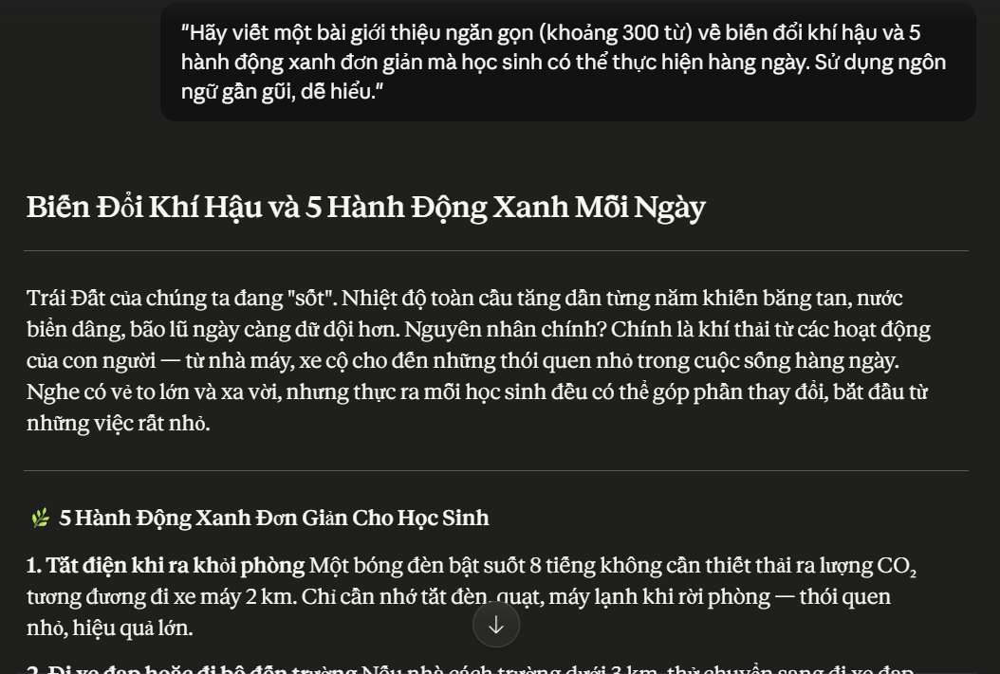 "Hãy viết một bài giới thiệu ngắn gọn (khoảng 300 từ) về biến đổi khí hậu và 5
hành động xanh đơn giản mà học sinh có thể thực hiện hàng ngày. Sử dụng ngôn
ngữ gần gũi, dễ hiểu."
Biến Đổi Khí Hậu và 5 Hành Động Xanh Mỗi Ngày
Trái Đất của chúng ta đang "sốt". Nhiệt độ toàn cầu tăng dần từng năm khiến băng tan, nước
biển dâng, bão lũ ngày càng dữ dội hơn. Nguyên nhân chính? Chính là khí thải từ các hoạt động
của con người — từ nhà máy, xe cộ cho đến những thói quen nhỏ trong cuộc sống hàng ngày.
Nghe có vẻ to lớn và xa vời, nhưng thực ra mỗi học sinh đều có thể góp phần thay đổi, bắt đầu từ
những việc rất nhỏ.
🌿 5 Hành Động Xanh Đơn Giản Cho Học Sinh
1. Tắt điện khi ra khỏi phòng Một bóng đèn bật suốt 8 tiếng không cần thiết thải ra lượng CO₂
tương đương đi xe máy 2 km. Chỉ cần nhớ tắt đèn, quạt, máy lạnh khi rời phòng — thói quen
nhỏ, hiệu quả lớn.
2. Đi xe đạp hoặc đi bộ đến trường Nếu nhà cách trường dưới 3 km, thử chuyển sang đi xe đạp